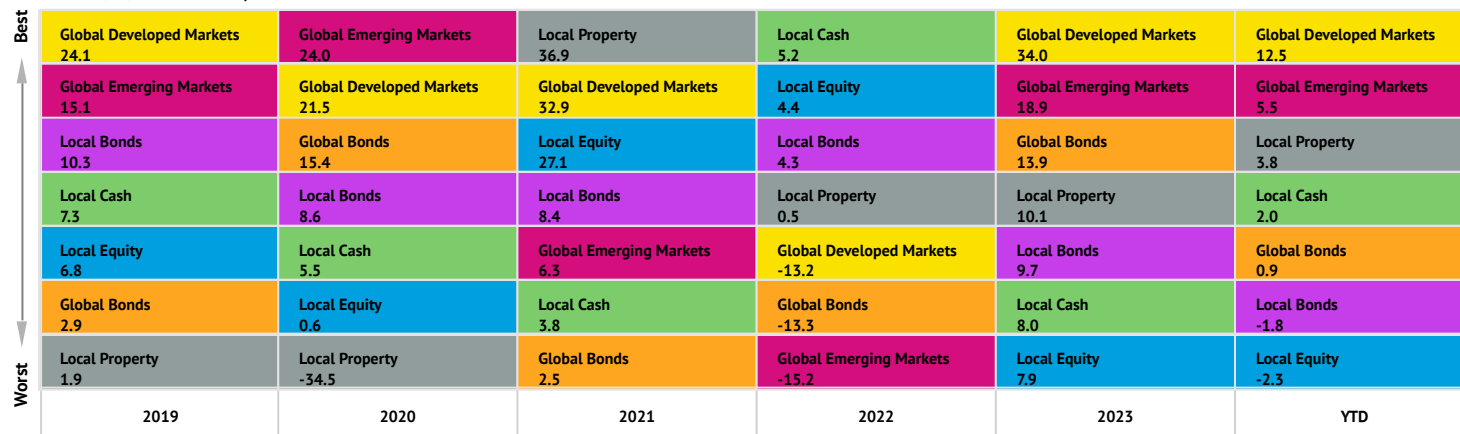 Best
Global Developed Markets
24.1
Global Emerging Markets
24.0
Local Property
36.9
Local Cash
5.2
Global Developed Markets
34.0
Global Developed Markets
12.5
Global Emerging Markets
15.1
Global Developed Markets
21.5
Global Developed Markets
32.9
Local Equity
4.4
Global Emerging Markets
18.9
Global Emerging Markets
5.5
Local Bonds
10.3
Global Bonds
15.4
Local Equity
27.1
Local Bonds
4.3
Global Bonds
13.9
Local Property
3.8
Local Cash
7.3
Local Bonds
8.6
Local Bonds
8.4
Local Property
0.5
Local Property
10.1
Local Cash
2.0
Local Equity
6.8
Local Cash
5.5
Global Emerging Markets
6.3
Global Developed Markets
-13.2
Local Bonds
9.7
Global Bonds
0.9
Global Bonds
2.9
Local Equity
0.6
Local Cash
3.8
Global Bonds
-13.3
Local Cash
8.0
Local Bonds
-1.8
Worst
Local Property
1.9
Local Property
-34.5
Global Bonds
2.5
Global Emerging Markets
-15.2
Local Equity
7.9
Local Equity
-2.3
2019
2020
2021
2022
2023
YTD